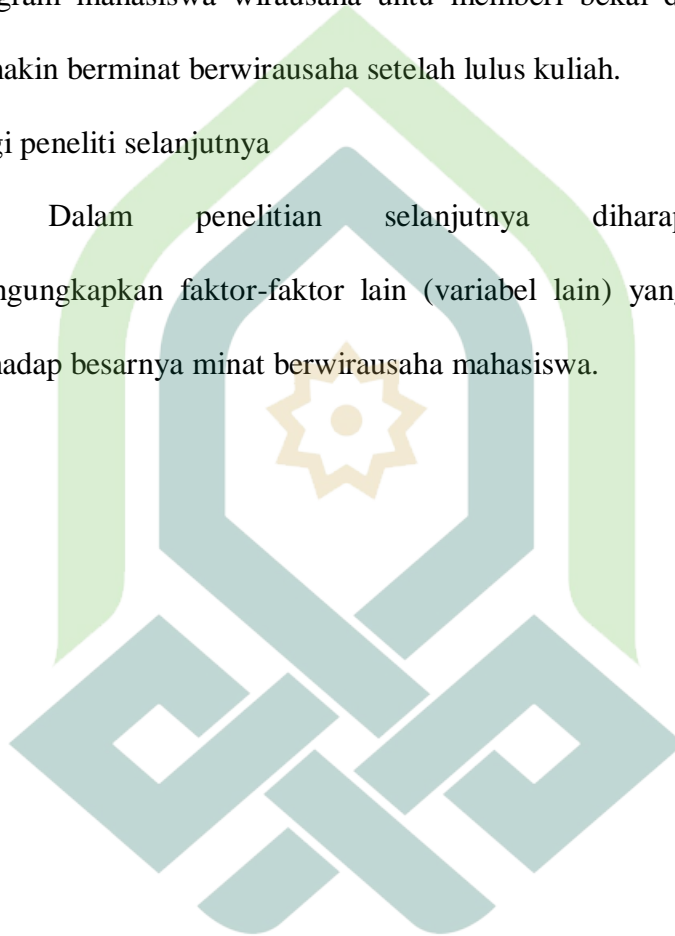 gram mahasiswa wirausaha untu memberi bekal d
nakin berminat berwirausaha setelah lulus kuliah.
gi peneliti selanjutnya
Dalam penelitian selanjutnya dihara
ngungkapkan faktor-faktor lain (variabel lain) yang
hadap besarnya minat berwirausaha mahasiswa.